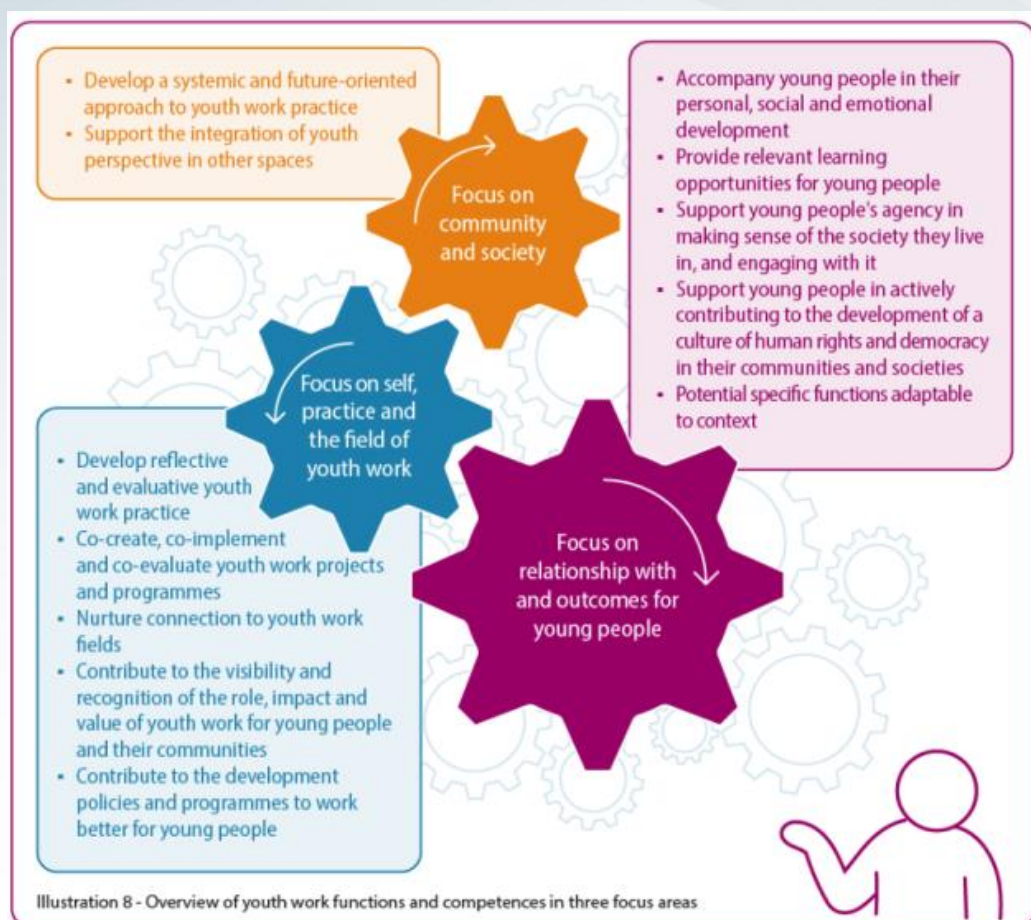 • Develop a systemic and future-oriented
approach to youth work practice
• Support the integration of youth
perspective in other spaces
Focus on
community
and society
• Accompany young people in their
personal, social and emotional
development
• Provide relevant learning
opportunities for young people
• Support young people's agency in
making sense of the society they live
in, and engaging with it
• Support young people in actively
contributing to the development of a
culture of human rights and democracy
in their communities and societies
• Potential specific functions adaptable
to context
Focus on self,
practice and
the field of
youth work
• Develop reflective
and evaluative youth
work practice
• Co-create, co-implement
and co-evaluate youth work projects
and programmes
• Nurture connection to youth work
fields
• Contribute to the visibility and
recognition of the role, impact and
value of youth work for young people
and their communities
• Contribute to the development
policies and programmes to work
better for young people
Focus on
relationship with
and outcomes for
young people
Illustration 8 - Overview of youth work functions and competences in three focus areas